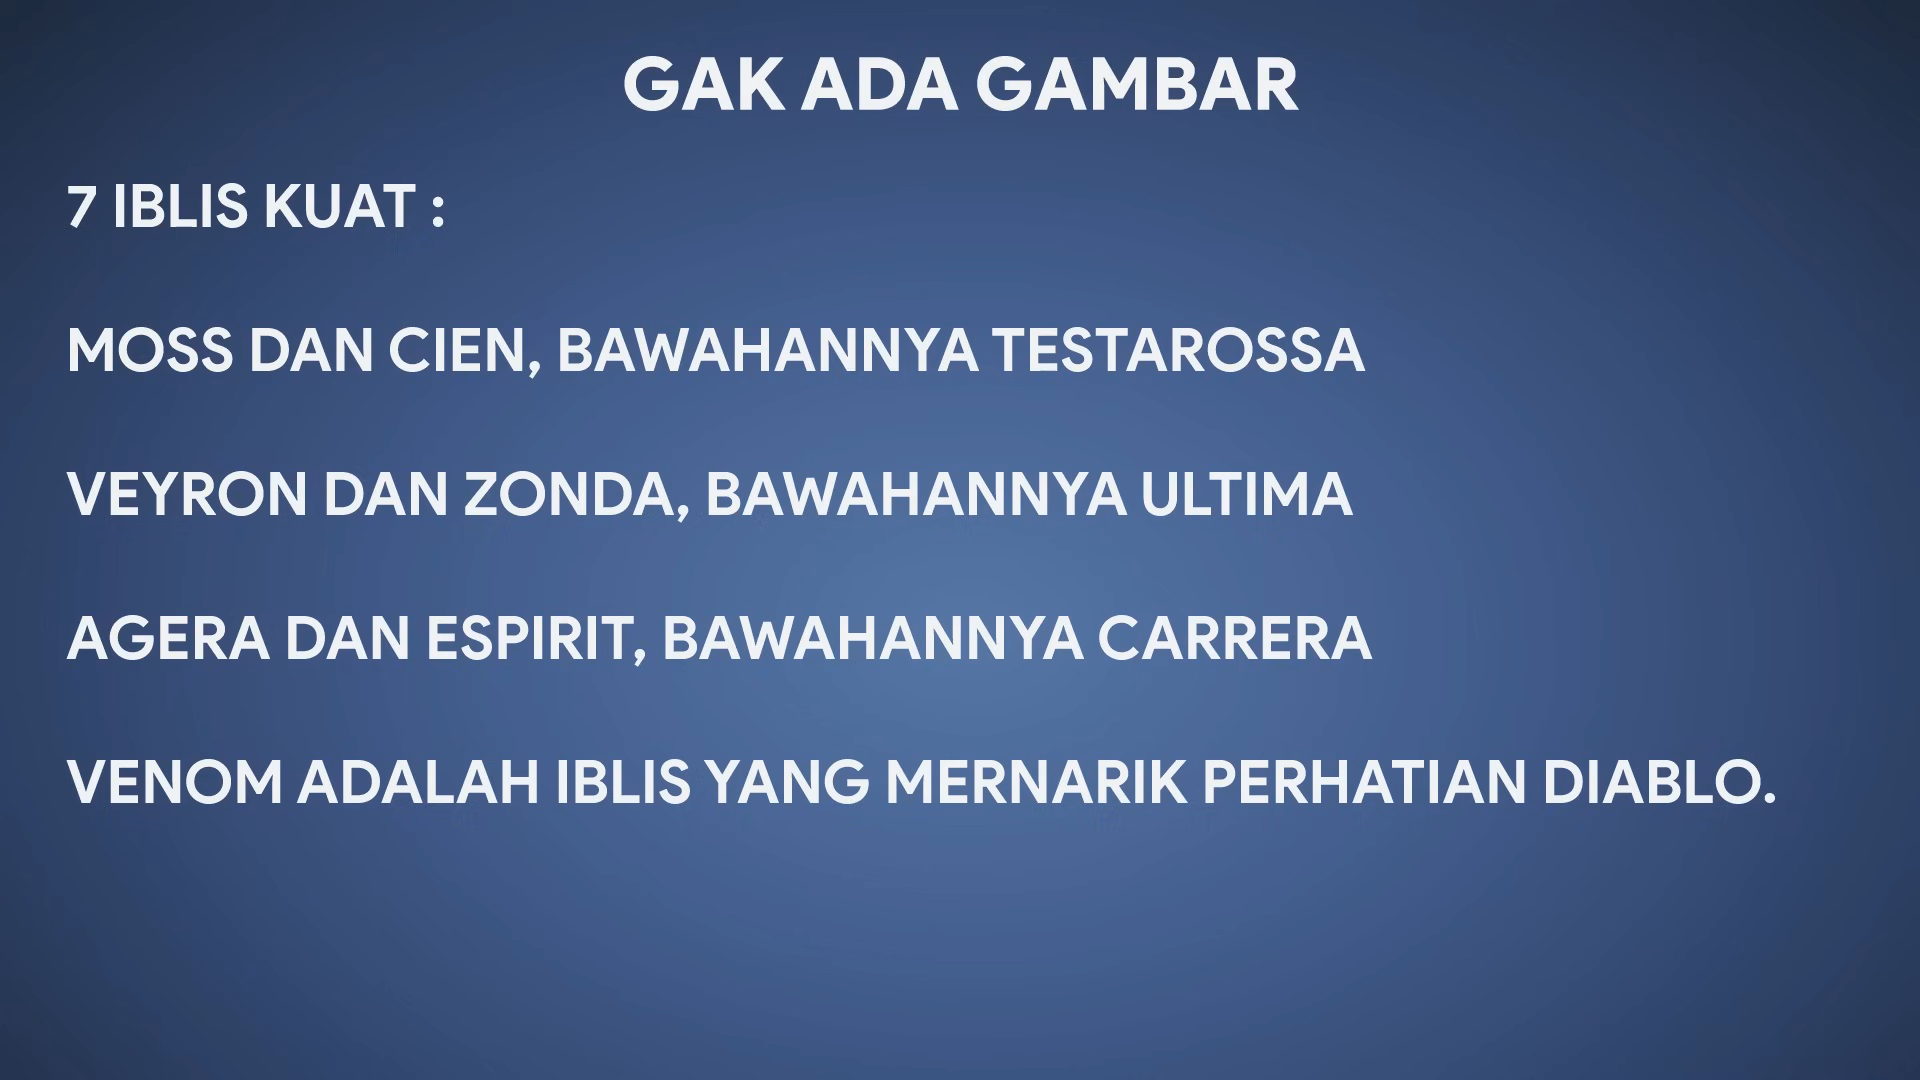 GAK ADA GAMBAR
7 IBLIS KUAT :
MOSS DAN CIEN, BAWAHANNYA TESTAROSSA
VEYRON DAN ZONDA, BAWAHANNYA ULTIMA
AGERA DAN ESPIRIT, BAWAHANNYA CARRERA
VENOM ADALAH IBLIS YANG MERNARIK PERHATIAN DIABLO.